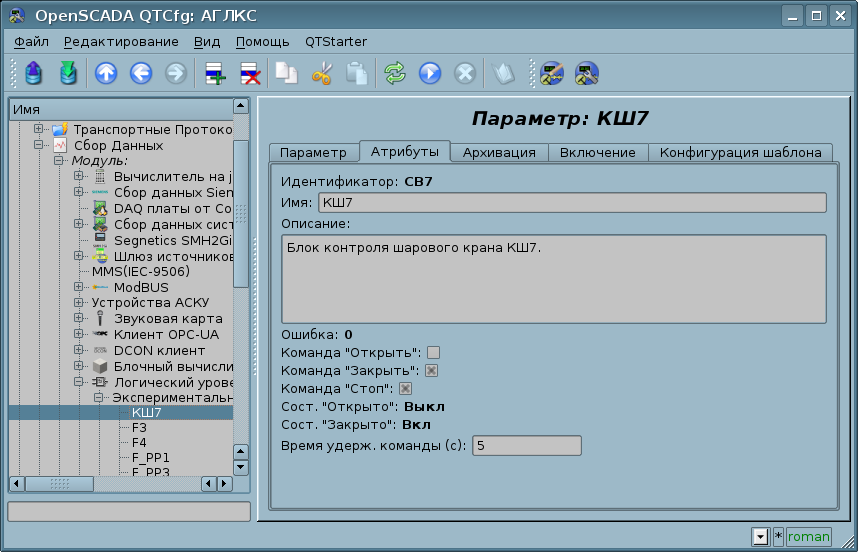 OpenSCADA QTCfg: АГЛКС
Файл Редактирование Вид Помощь QTStarter
Имя
Транспортные Протоко
Сбор Данных
Модуль:
Вычислитель на j
Сбор данных Sien
DAQ платы от Co
Сбор данных сист
Segnetics SMH2Gi
Шлюз источников
MMS(IEC-9506)
ModBUS
Устройства АСКУ
Звуковая карта
Клиент OPC-UA
DCON клиент
Блочный вычисли
Логический урове
Экспериментальн
КШ7
F3
F4
F_PP1
F_PP3
Параметр: КШ7
Параметр Атрибуты Архивация Включение Конфигурация шаблона
Идентификатор: СВ7
Имя: КШ7
Описание:
Блок контроля шарового крана КШ7.
Ошибка: 0
Команда "Открыть":
Команда "Закрыть":
Команда "Стоп":
Сост. "Открыто": Выкл
Сост. "Закрыто": Вкл
Время удерж. команды (с): 5
* roman